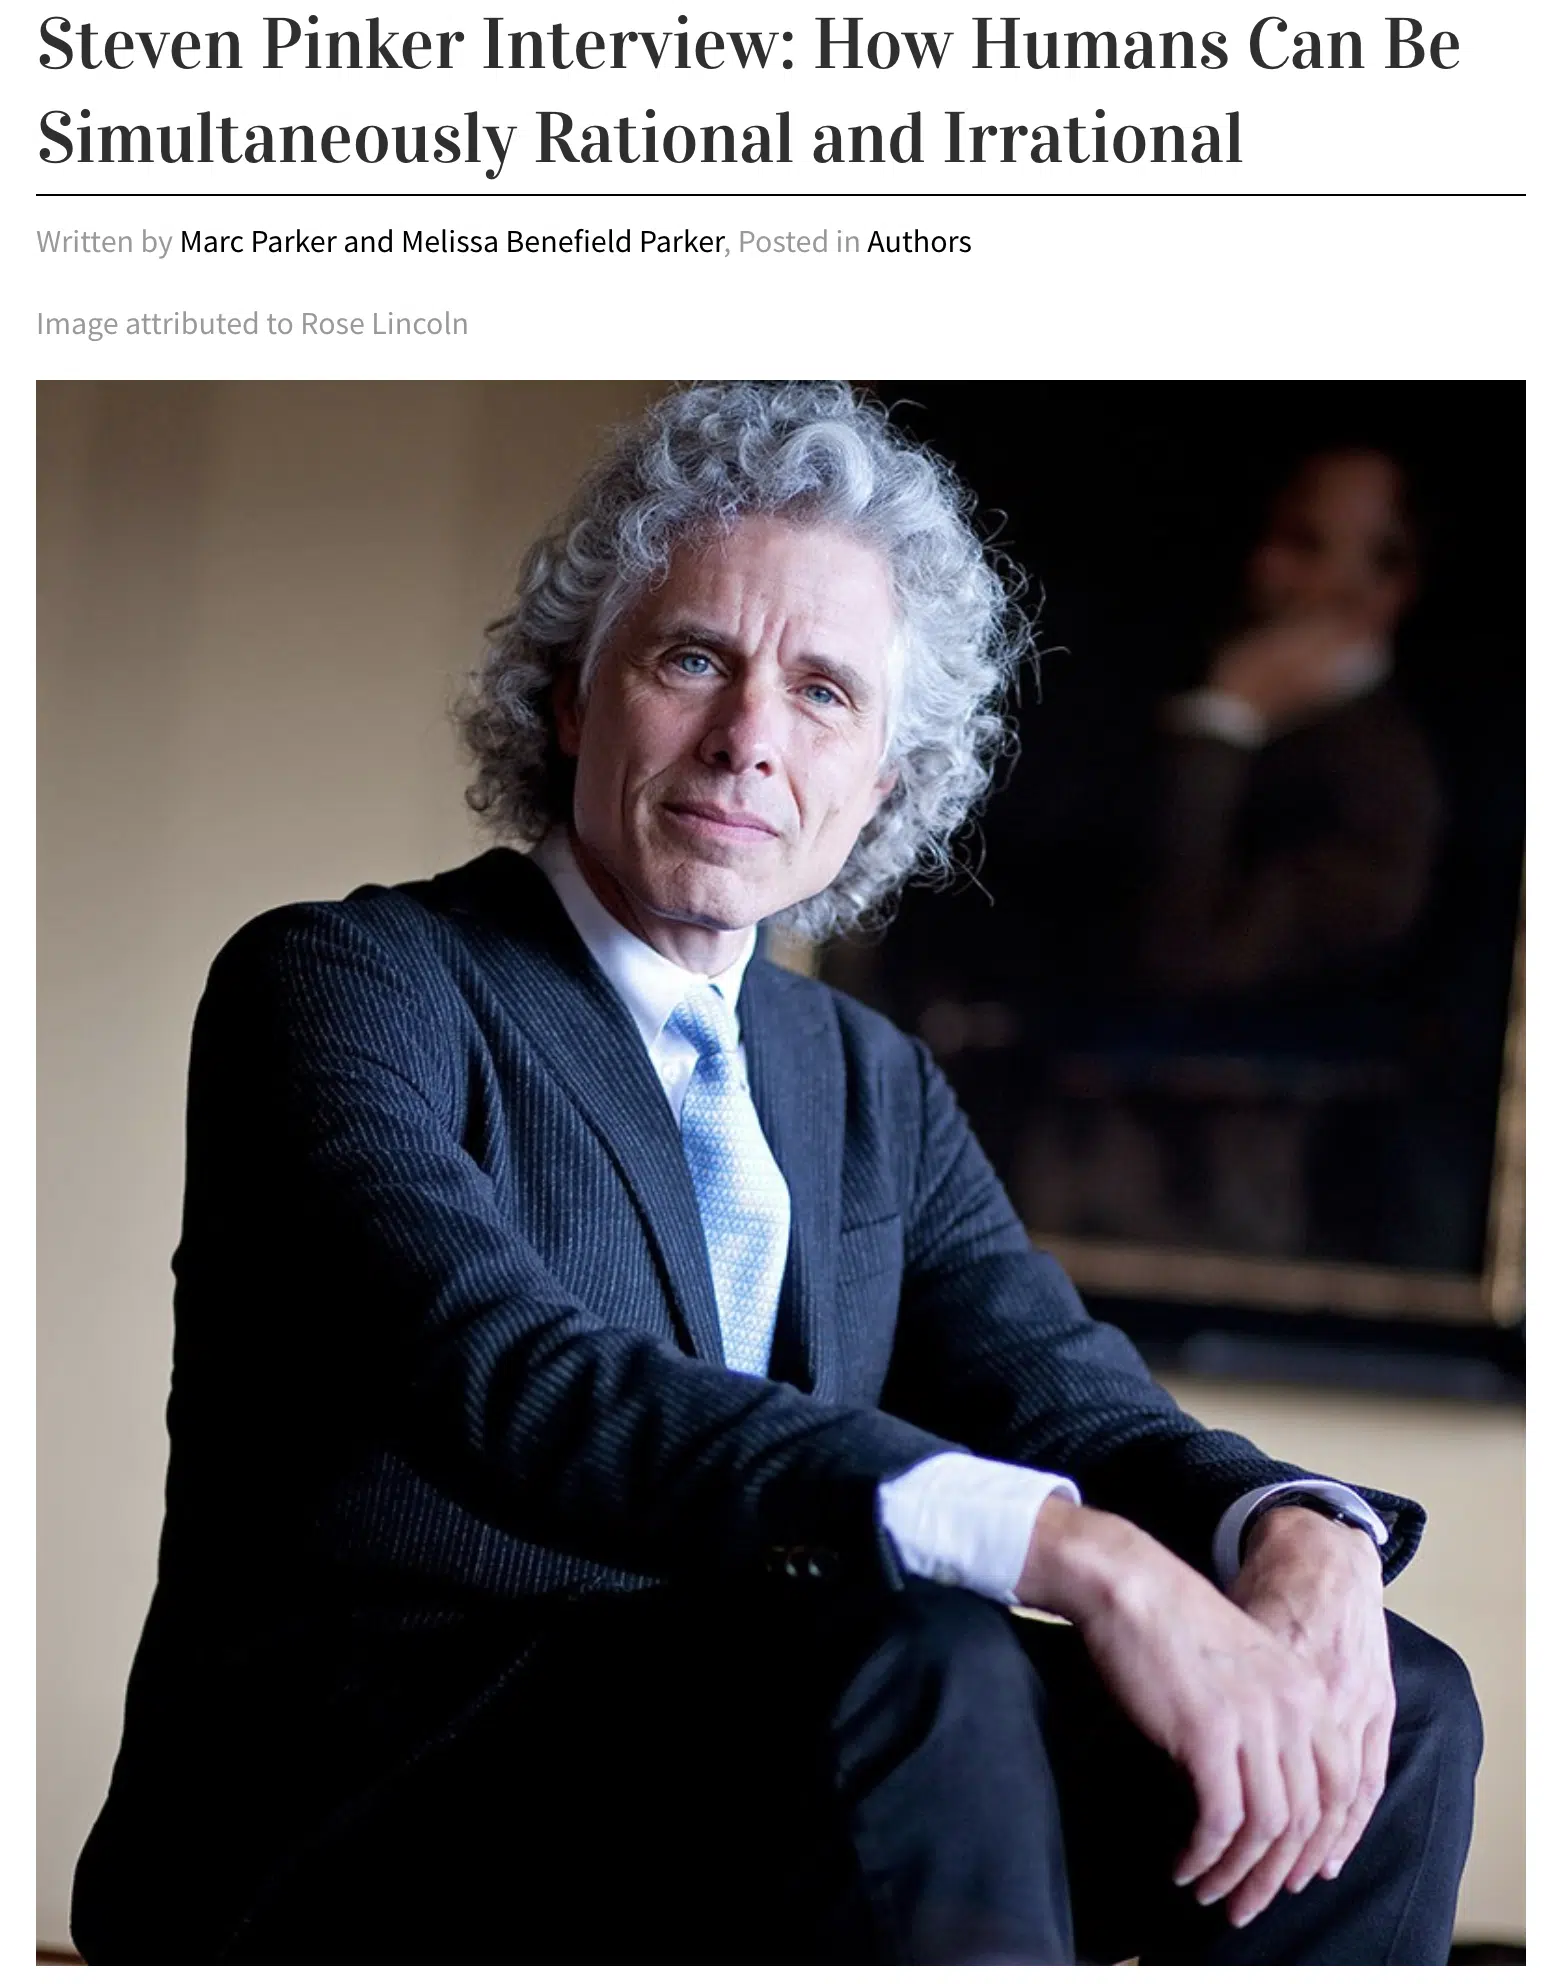 Steven Pinker Interview: How Humans Can Be
Simultaneously Rational and Irrational
Written by Marc Parker and Melissa Benefield Parker, Posted in Authors
Image attributed to Rose Lincoln